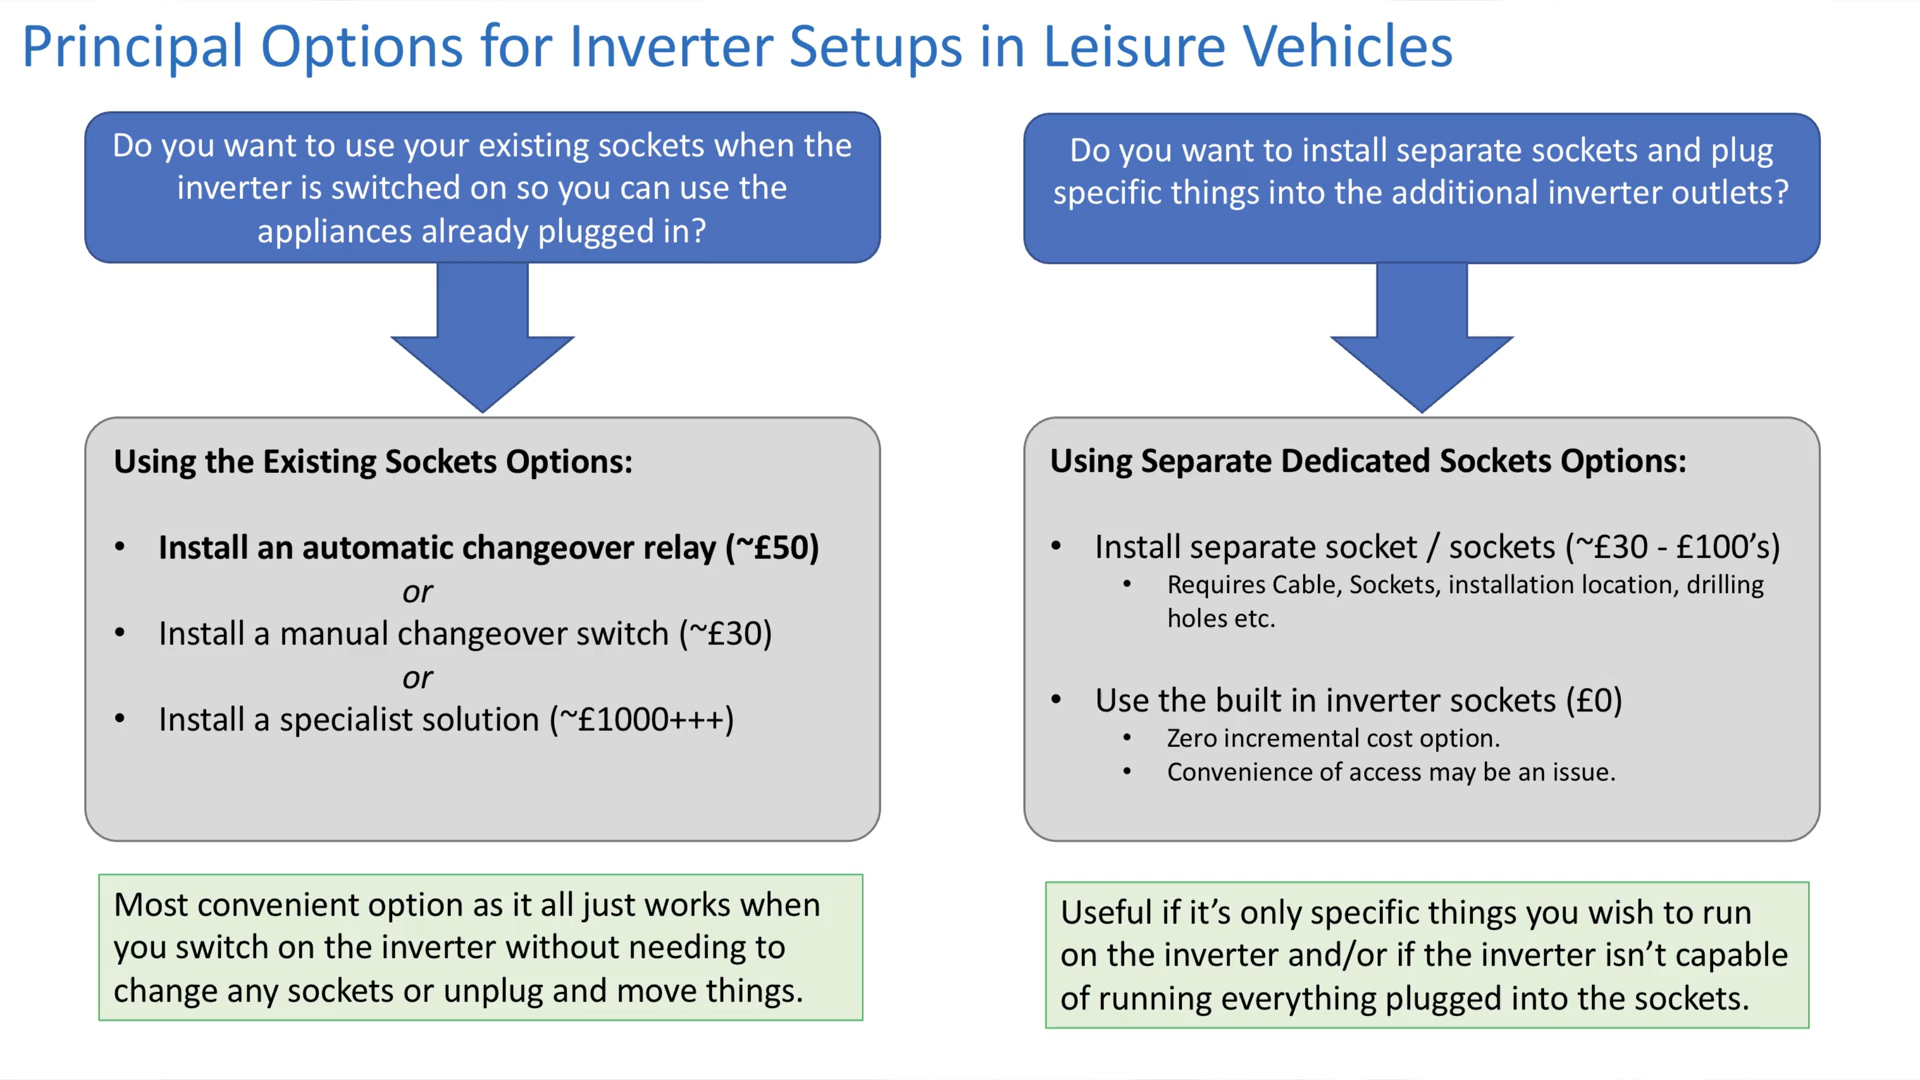 Principal Options for Inverter Setups in Leisure Vehicles
Do you want to use your existing sockets when the
inverter is switched on so you can use the
appliances already plugged in?
Using the Existing Sockets Options:
• Install an automatic changeover relay (~£50)
or
• Install a manual changeover switch (~£30)
or
• Install a specialist solution (~£1000+++)
Most convenient option as it all just works when
you switch on the inverter without needing to
change any sockets or unplug and move things.
Do you want to install separate sockets and plug
specific things into the additional inverter outlets?
Using Separate Dedicated Sockets Options:
• Install separate socket / sockets (~£30 - £100’s)
• Requires Cable, Sockets, installation location, drilling
holes etc.
• Use the built in inverter sockets (£0)
• Zero incremental cost option.
• Convenience of access may be an issue.
Useful if it’s only specific things you wish to run
on the inverter and/or if the inverter isn’t capable
of running everything plugged into the sockets.